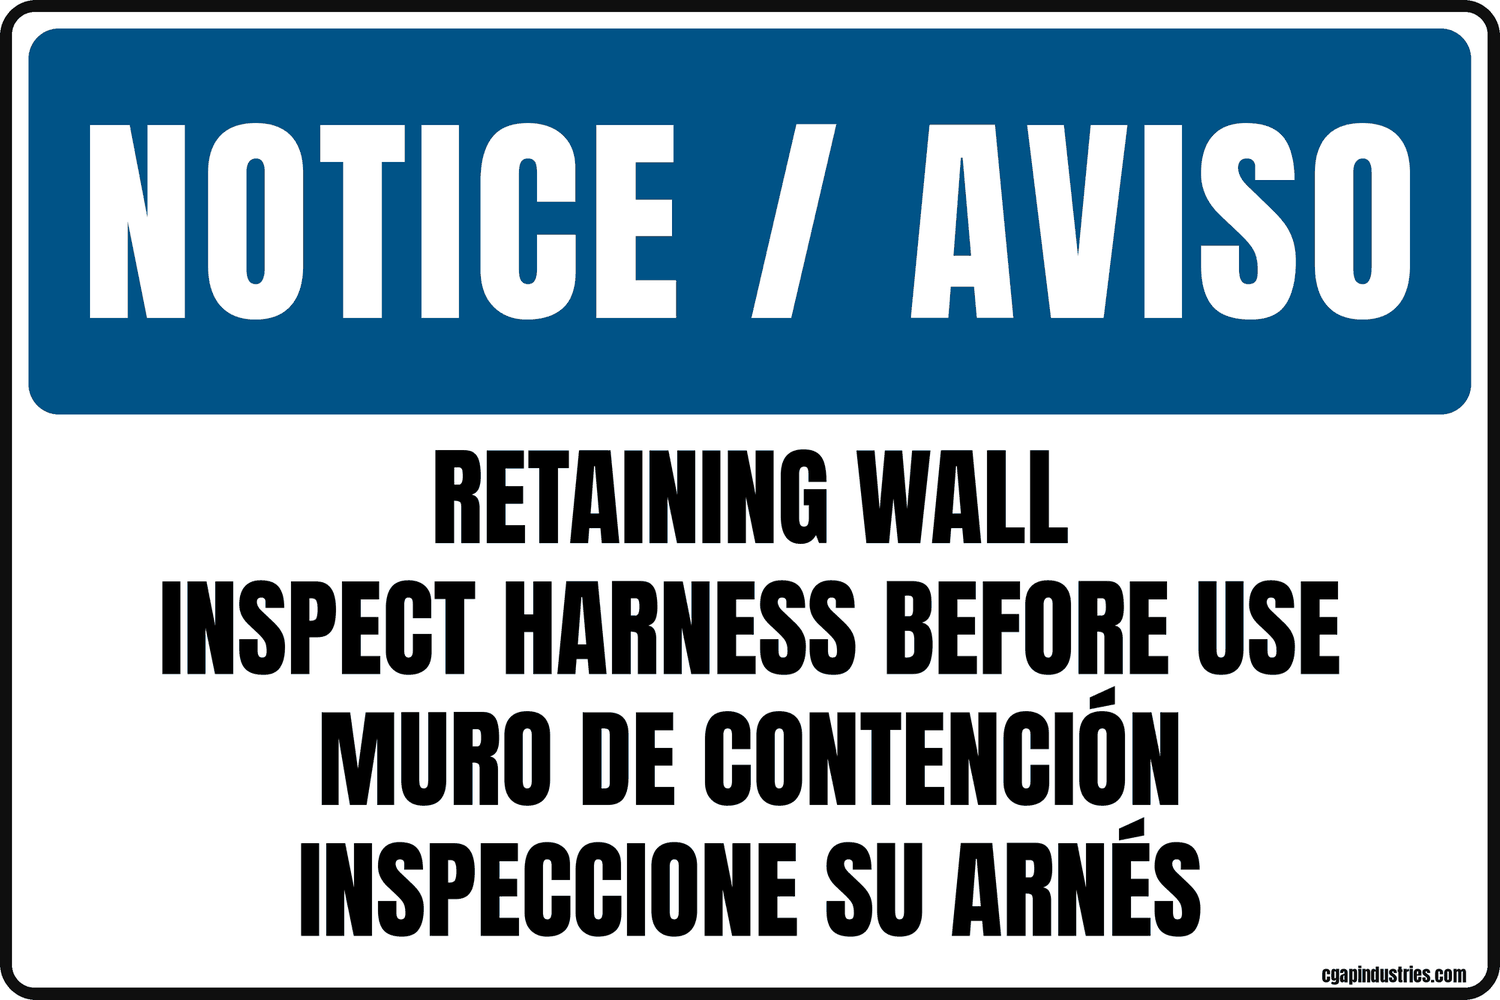 NOTICE / AVISO
RETAINING WALL
INSPECT HARNESS BEFORE USE
MURO DE CONTENCIÓN
INSPECCIONE SU ARNÉS
cgapindustries.com